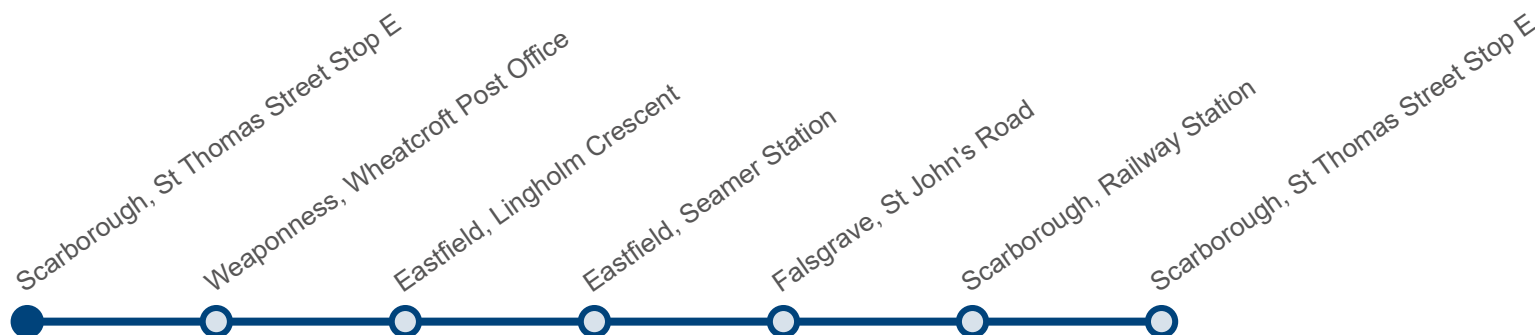 Scarborough, St Thomas Street Stop E
Weaponness, Wheatcroft Post Office
Eastfield, Lingholm Crescent
Eastfield, Seamer Station
Falsgrave, St John's Road
Scarborough, Railway Station
Scarborough, St Thomas Street Stop E